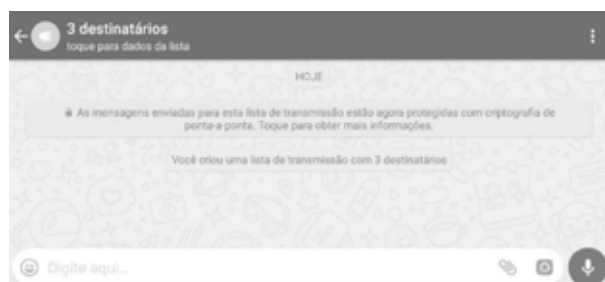 3 destinatários
toque para dados da lista
HOJE
As mensagens enviadas para esta lista de transmissão estão agora protegidas com criptografia de
ponta-a-ponta. Toque para obter mais informações.
Você criou uma lista de transmissão com 3 destinatários
Digite aqui...